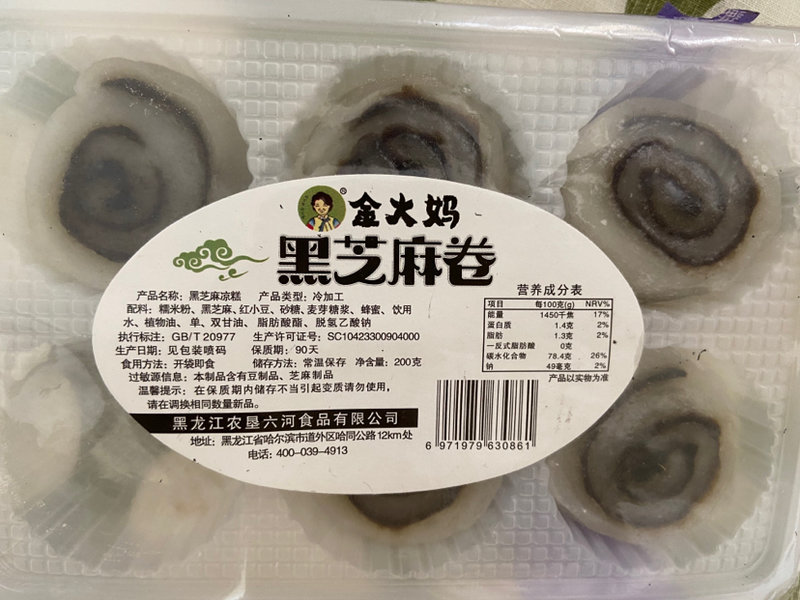 金大妈
黑芝麻卷
产品名称：黑芝麻凉糕 产品类型：冷加工
配料：糯米粉、黑芝麻、红小豆、砂糖、麦芽糖浆、蜂蜜、饮用
水、植物油、单、双甘油、脂肪酸酯、脱氢乙酸钠
执行标注：GB/T 20977 生产许可证号：SC10423300904000
生产日期：见包装喷码 保质期：90天
食用方法：开袋即食 储存方法：常温保存 净含量：200克
过敏源信息：本制品含有豆制品、芝麻制品
温馨提示：在保质期内储存不当引起变质请勿使用，
请在调换相同数量新品。
黑龙江农垦六河食品有限公司
地址：黑龙江省哈尔滨市道外区哈同公路12km处
电话：400-039-4913
营养成分表
项目 每100克(g) NRV%
能量 1450千焦 17%
蛋白质 1.4克 2%
脂肪 1.3克 2%
一反式脂肪酸 0克
碳水化合物 78.4克 26%
钠 49毫克 2%
产品以实物为准
6 971979 630861